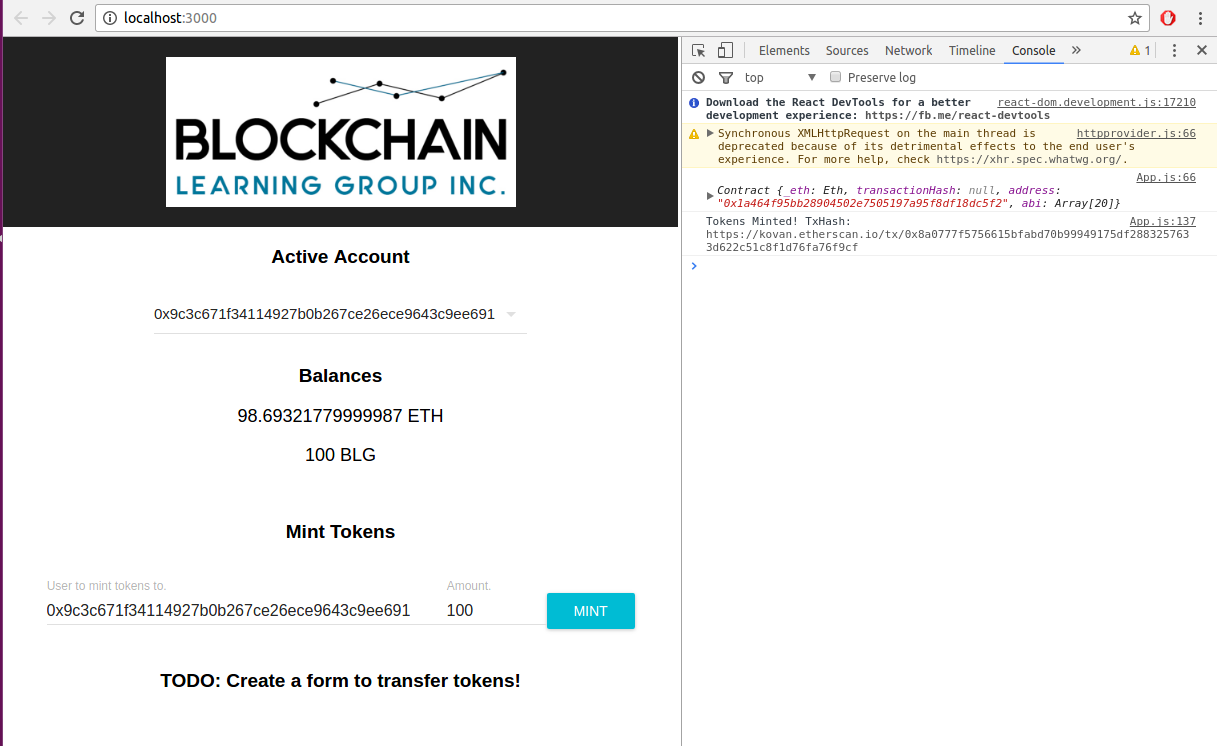 localhost:3000
BLOCKCHAIN
LEARNING GROUP INC.
Active Account
0x9c3c671f34114927b0b267ce26ece9643c9ee691
Balances
98.69321779999987 ETH
100 BLG
Mint Tokens
User to mint tokens to.
Amount.
0x9c3c671f34114927b0b267ce26ece9643c9ee691
100
MINT
TODO: Create a form to transfer tokens!
Elements Sources Network Timeline Console » 1
top Preserve log
Download the React DevTools for a better react-dom.development.js:17210
development experience: https://fb.me/react-devtools
Synchronous XMLHttpRequest on the main thread is httpprovider.js:66
deprecated because of its detrimental effects to the end user's
experience. For more help, check https://xhr.spec.whatwg.org/.
App.js:66
Contract {_eth: Eth, transactionHash: null, address:
"0x1a464f95bb28904502e7505197a95f8df18dc5f2", abi: Array[20]}
Tokens Minted! TxHash: App.js:137
https://kovan.etherscan.io/tx/0x8a0777f5756615bfabd70b99949175df288325763
3d622c51c8f1d76fa76f9cf